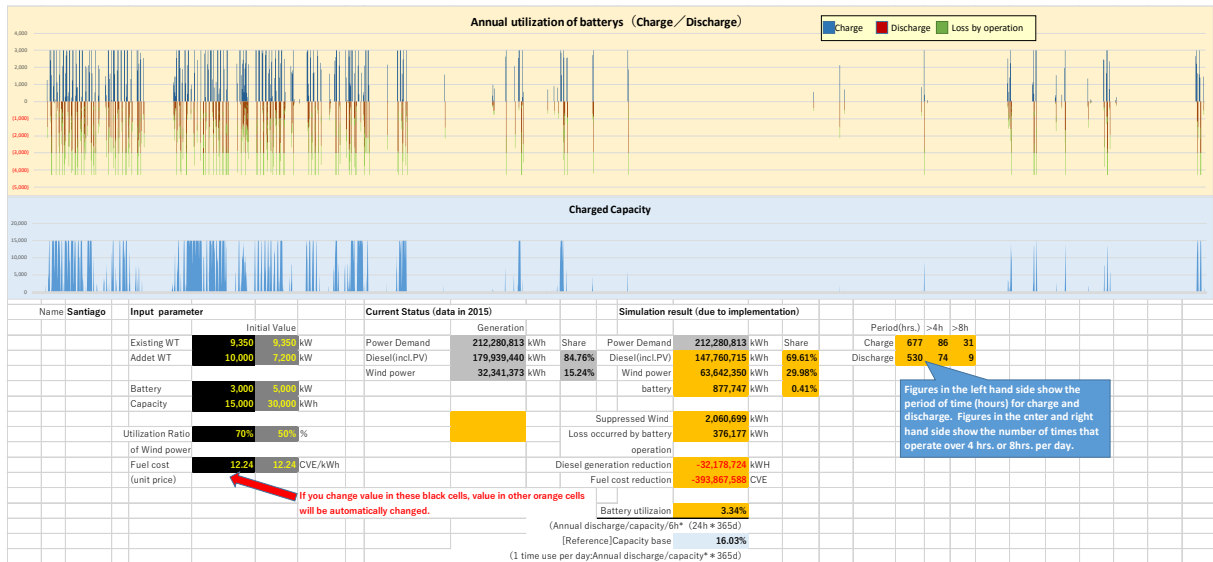 Annual utilization of batterys（Charge／Discharge）
Charge Discharge Loss by operation
4,000
3,000
2,000
1,000
0
(1,000)
(2,000)
(3,000)
(4,000)
(5,000)
Charged Capacity
20,000
15,000
10,000
5,000
0
Name Santiago Input parameter Current Status (data in 2015) Simulation result (due to implementation)
Initial Value Generation Period(hrs.) >4h >8h
Existing WT 9,350 9,350 kW Power Demand 212,280,813 kWh Share Power Demand 212,280,813 kWh Share Charge 677 86 31
Addet WT 10,000 7,200 kW Diesel(incl.PV) 179,939,440 kWh 84.76% Diesel(incl.PV) 147,760,715 kWh 69.61% Discharge 530 74 9
Wind power 32,341,373 kWh 15.24% Wind power 63,642,350 kWh 29.98%
Battery 3,000 5,000 kW battery 877,747 kWh 0.41%
Capacity 15,000 30,000 kWh
Figures in the left hand side show the
period of time (hours) for charge and
discharge. Figures in the cnter and right
hand side show the number of times that
operate over 4 hrs. or 8hrs. per day.
Suppressed Wind 2,060,699 kWh
Utilization Ratio 70% 50% % Loss occurred by battery 376,177 kWh
of Wind power operation
Fuel cost 12.24 12.24 CVE/kWh Diesel generation reduction -32,178,724 kWH
(unit price) Fuel cost reduction -393,867,588 CVE
If you change value in these black cells, value in other orange cells
will be automatically changed.
Battery utilizaion 3.34%
(Annual discharge/capacity/6h* (24h＊365d)
[Reference]Capacity base 16.03%
(1 time use per day:Annual discharge/capacity*＊365d)